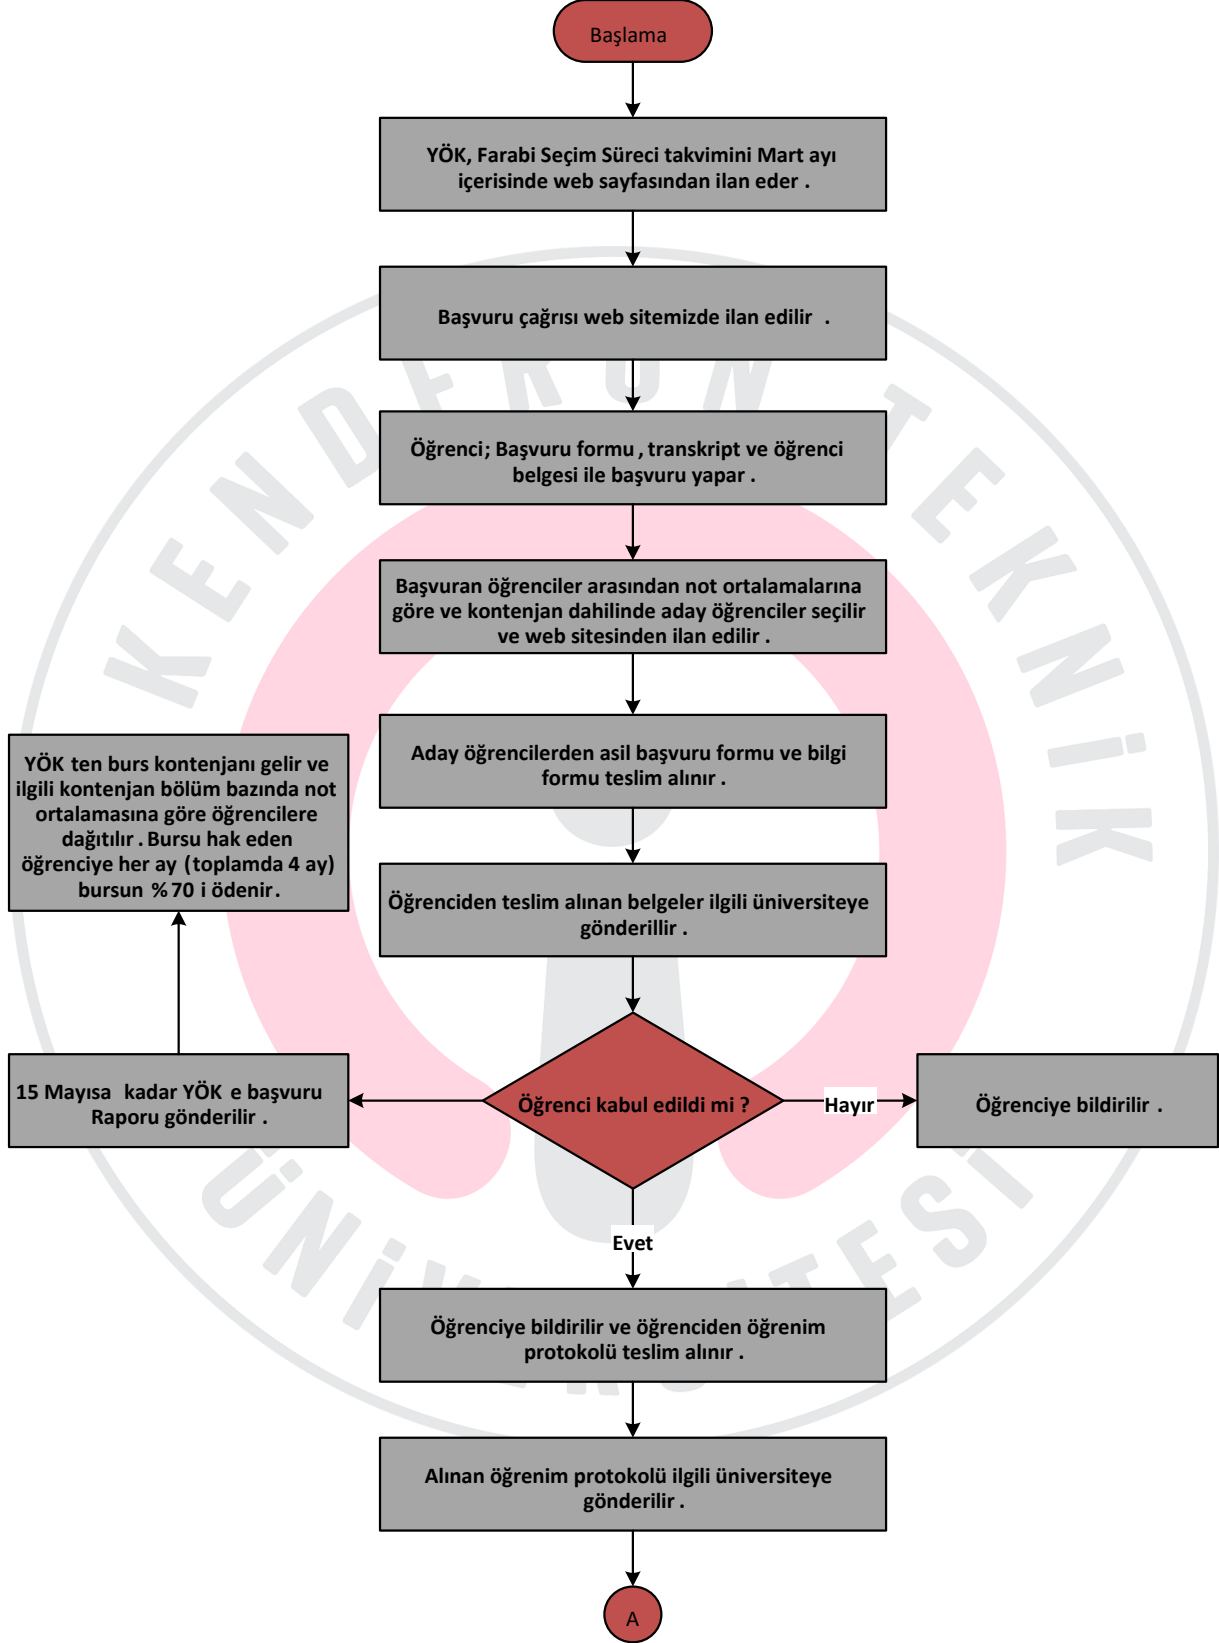 Başlama
YÖK, Farabi Seçim Süreci takvimini Mart ayı
içerisinde web sayfasından ilan eder .
Başvuru çağrısı web sitemizde ilan edilir .
Öğrenci; Başvuru formu , transkript ve öğrenci
belgesi ile başvuru yapar .
Başvuran öğrenciler arasından not ortalamalarına
göre ve kontenjan dahilinde aday öğrenciler seçilir
ve web sitesinden ilan edilir .
Aday öğrencilerden asil başvuru formu ve bilgi
formu teslim alınır .
Öğrenciden teslim alınan belgeler ilgili üniversiteye
gönderillir .
YÖK ten burs kontenjanı gelir ve
ilgili kontenjan bölüm bazında not
ortalamasına göre öğrencilere
dağıtılır . Bursu hak eden
öğrenciye her ay (toplamda 4 ay)
bursun %70 i ödenir.
15 Mayısa kadar YÖK e başvuru
Raporu gönderilir .
Öğrenci kabul edildi mi ?
Hayır
Öğrenciye bildirilir .
Evet
Öğrenciye bildirilir ve öğrenciden öğrenim
protokolü teslim alınır .
Alınan öğrenim protokolü ilgili üniversiteye
gönderilir .
A
KENDERUN TEKNİK
ÜNİVERSİTESİ